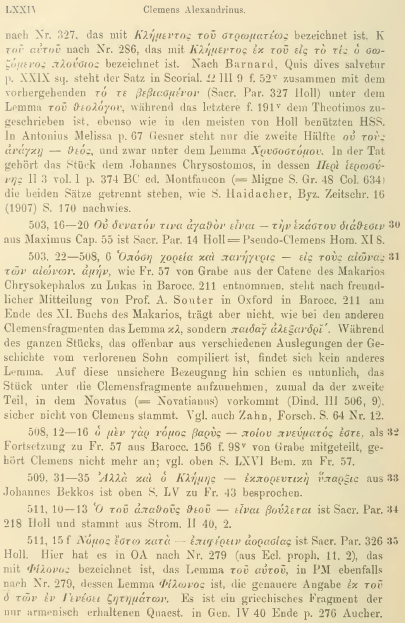 LXXIV Clemens Alexandrinus.
nach Nr. 327, das mit Κλήμεντος τοῦ στρωματέως bezeichnet ist. K
τοῦ αὐτοῦ nach Nr. 286, das mit Κλήμεντος ἐκ τοῦ εἰς τὸ τίς ὁ σω-
ζόμενος πλούσιος bezeichnet ist. Nach Barnard, Quis dives salvetur
p. XXIX sq. steht der Satz in Scorial. Ω III 9 f. 52ᵛ zusammen mit dem
vorhergehenden τό τε βεβιασμένον (Sacr. Par. 327 Holl) unter dem
Lemma τοῦ θεολόγου, während das letztere f. 191ᵛ dem Theotimos zu-
geschrieben ist, ebenso wie in den meisten von Holl benützten HSS.
In Antonius Melissa p. 67 Gesner steht nur die zweite Hälfte οὐ τοὺς
ἀνάγκῃ — θεός, und zwar unter dem Lemma Χρυσοστόμου. In der Tat
gehört das Stück dem Johannes Chrysostomos, in dessen Περὶ ἱερωσύ-
νης II 3 vol. I p. 374 BC ed. Montfaucon (= Migne S. Gr. 48 Col. 634)
die beiden Sätze getrennt stehen, wie S. Haidacher, Byz. Zeitschr. 16
(1907) S. 170 nachwies.
503, 16—20 Οὐ δυνατόν τινα ἀγαθὸν εἶναι — τὴν ἑκάστου διάθεσιν 30
aus Maximus Cap. 55 ist Sacr. Par. 14 Holl = Pseudo-Clemens Hom. XI 8.
503, 22—508, 6 Ὁπόση χορεία καὶ πανήγυρις — εἰς τοὺς αἰῶνας 31
τῶν αἰώνων. ἀμήν, wie Fr. 57 von Grabe aus der Catene des Makarios
Chrysokephalos zu Lukas in Barocc. 211 entnommen, steht nach freund-
licher Mitteilung von Prof. A. Souter in Oxford in Barocc. 211 am
Ende des XI. Buchs des Makarios, trägt aber nicht, wie bei den anderen
Clemensfragmenten das Lemma κλ, sondern παιδαγ ἀλεξανδρί. Während
des ganzen Stücks, das offenbar aus verschiedenen Auslegungen der Ge-
schichte vom verlorenen Sohn compiliert ist, findet sich kein anderes
Lemma. Auf diese unsichere Bezeugung hin schien es untunlich, das
Stück unter die Clemensfragmente aufzunehmen, zumal da der zweite
Teil, in dem Novatus (= Novatianus) vorkommt (Dind. III 506, 9),
sicher nicht von Clemens stammt. Vgl. auch Zahn, Forsch. S. 64 Nr. 12.
508, 12—16 ὁ μὲν γὰρ νόμος βαρύς — ποίου πνεύματός ἐστε, als 32
Fortsetzung zu Fr. 57 aus Barocc. 156 f. 98ᵛ von Grabe mitgeteilt, ge-
hört Clemens nicht mehr an; vgl. oben S. LXVI Bem. zu Fr. 57.
509, 31—35 Ἀλλὰ καὶ ὁ Κλήμης — ἐκπορευτικὴ ὕπαρξις aus 33
Johannes Bekkos ist oben S. LV zu Fr. 43 besprochen.
511, 10—13 Ὁ τοῦ ἀπαθοῦς θεοῦ — εἶναι βούλεται ist Sacr. Par. 34
218 Holl und stammt aus Strom. II 40, 2.
511, 15 f Νόμος ἔστω κατὰ — ἐπιφέρειν ἀορασίας ist Sacr. Par. 326 35
Holl. Hier hat es in OA nach Nr. 279 (aus Ecl. proph. 11. 2), das
mit Φίλωνος bezeichnet ist, das Lemma τοῦ αὐτοῦ, in PM ebenfalls
nach Nr. 279, dessen Lemma Φίλωνος ist, die genauere Angabe ἐκ τοῦ
δ τῶν ἐν Γενέσει ζητημάτων. Es ist ein griechisches Fragment der
nur armenisch erhaltenen Quaest. in Gen. IV 40 Ende p. 276 Aucher.